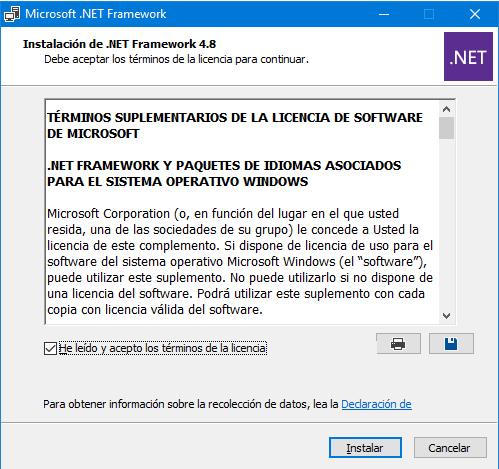 Microsoft .NET Framework
Instalación de .NET Framework 4.8
Debe aceptar los términos de la licencia para continuar.
.NET
TÉRMINOS SUPLEMENTARIOS DE LA LICENCIA DE SOFTWARE
DE MICROSOFT
.NET FRAMEWORK Y PAQUETES DE IDIOMAS ASOCIADOS
PARA EL SISTEMA OPERATIVO WINDOWS
Microsoft Corporation (o, en función del lugar en el que usted
resida, una de las sociedades de su grupo) le concede a Usted la
licencia de este complemento. Si dispone de licencia de uso para el
software del sistema operativo Microsoft Windows (el “software”),
puede utilizar este suplemento. No puede utilizarlo si no dispone de
una licencia del software. Podrá utilizar este suplemento con cada
copia con licencia válida del software.
He leído y acepto los términos de la licencia
Para obtener información sobre la recolección de datos, lea la Declaración de
Instalar
Cancelar